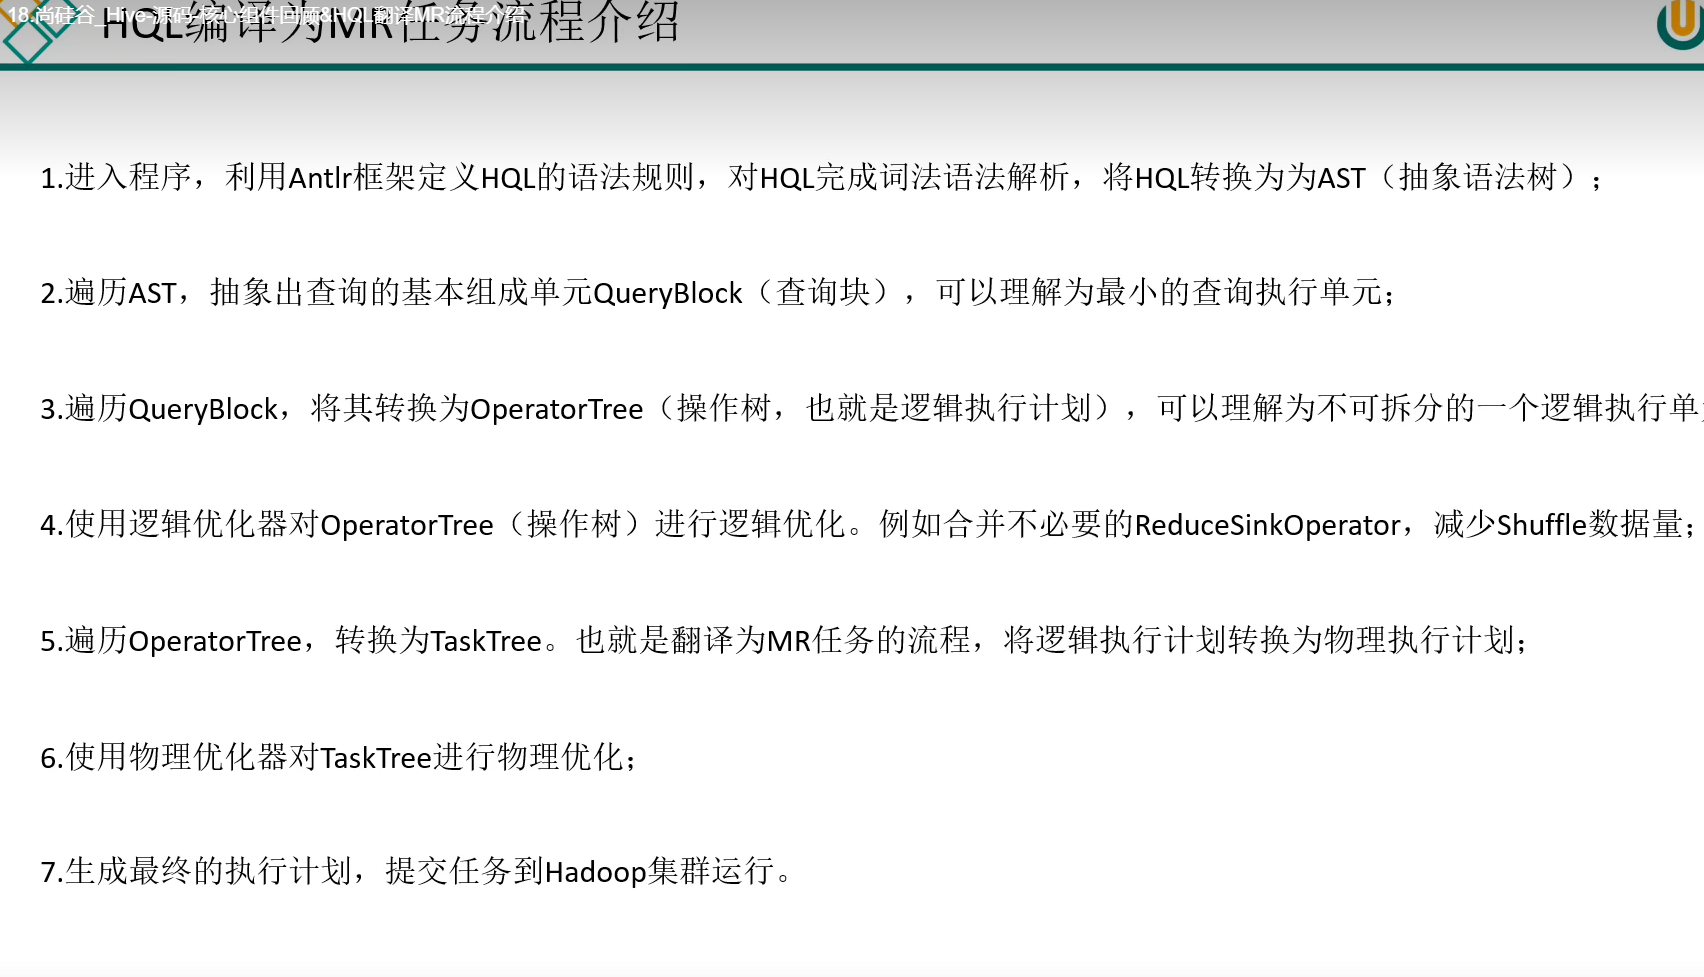 18.尚硅谷_Hive-源码-核心组件回顾&HQL翻译MR流程介绍
HQL编译为MR任务流程介绍
1.进入程序，利用Antlr框架定义HQL的语法规则，对HQL完成词法语法解析，将HQL转换为为AST（抽象语法树）；
2.遍历AST，抽象出查询的基本组成单元QueryBlock（查询块），可以理解为最小的查询执行单元；
3.遍历QueryBlock，将其转换为OperatorTree（操作树，也就是逻辑执行计划），可以理解为不可拆分的一个逻辑执行单
4.使用逻辑优化器对OperatorTree（操作树）进行逻辑优化。例如合并不必要的ReduceSinkOperator，减少Shuffle数据量；
5.遍历OperatorTree，转换为TaskTree。也就是翻译为MR任务的流程，将逻辑执行计划转换为物理执行计划；
6.使用物理优化器对TaskTree进行物理优化；
7.生成最终的执行计划，提交任务到Hadoop集群运行。